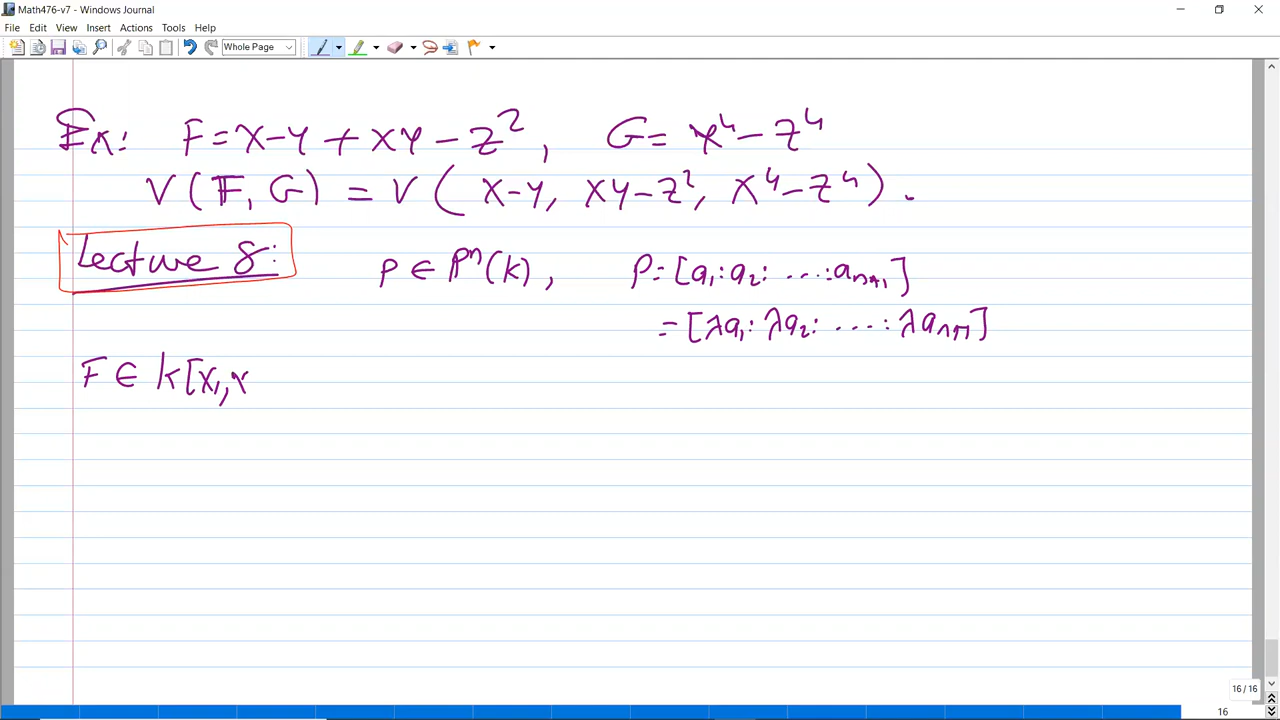 Math476-v7 - Windows Journal
File Edit View Insert Actions Tools Help
Whole Page
Ex: F = X-Y + XY - Z², G = X⁴ - Z⁴
V(F, G) = V( X-Y, XY-Z², X⁴-Z⁴ ).
Lecture 8: P ∈ ℙⁿ(k), P = [a₁:a₂: ....:aₙ₊₁]
= [λa₁: λa₂: ....: λaₙ₊₁]
F ∈ k[x₁,x
16 / 16
16